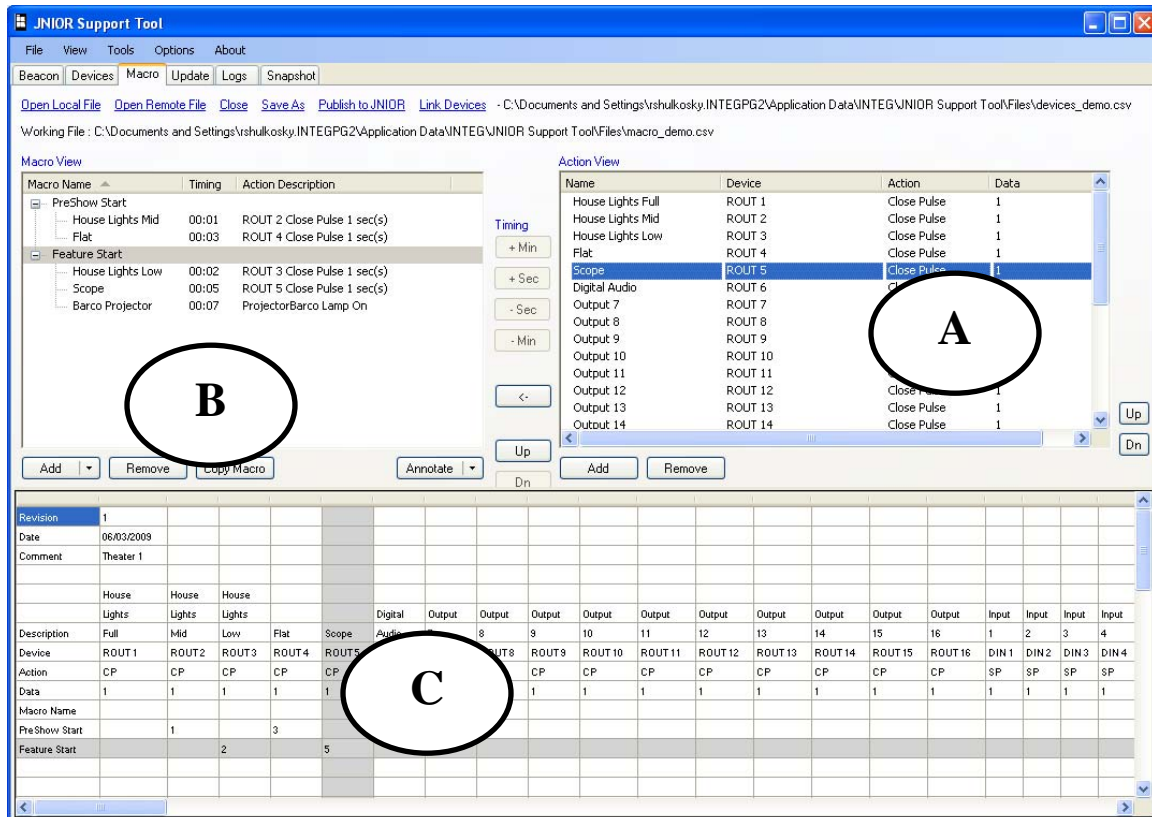 JNIOR Support Tool
File View Tools Options About
Beacon Devices Macro Update Logs Snapshot
Open Local File Open Remote File Close Save As Publish to JNIOR Link Devices - C:\Documents and Settings\rshulkosky.INTEGPG2\Application Data\INTEG\JNIOR Support Tool\Files\devices_demo.csv
Working File : C:\Documents and Settings\rshulkosky.INTEGPG2\Application Data\INTEG\JNIOR Support Tool\Files\macro_demo.csv
Macro View
Macro Name Timing Action Description
PreShow Start
House Lights Mid 00:01 ROUT 2 Close Pulse 1 sec(s)
Flat 00:03 ROUT 4 Close Pulse 1 sec(s)
Feature Start
House Lights Low 00:02 ROUT 3 Close Pulse 1 sec(s)
Scope 00:05 ROUT 5 Close Pulse 1 sec(s)
Barco Projector 00:07 ProjectorBarco Lamp On
B
Add Remove Copy Macro Annotate
Timing
+ Min
+ Sec
- Sec
- Min
<-
Up
Dn
Action View
Name Device Action Data
House Lights Full ROUT 1 Close Pulse 1
House Lights Mid ROUT 2 Close Pulse 1
House Lights Low ROUT 3 Close Pulse 1
Flat ROUT 4 Close Pulse 1
Scope ROUT 5 Close Pulse 1
Digital Audio ROUT 6
Output 7 ROUT 7
Output 8 ROUT 8
Output 9 ROUT 9
Output 10 ROUT 10
Output 11 ROUT 11
Output 12 ROUT 12 Close 1
Output 13 ROUT 13 Close Pulse 1
Output 14 ROUT 14 Close Pulse 1
A
Add Remove
Up
Dn
Revision 1
Date 06/03/2009
Comment Theater 1
House House House
Lights Lights Lights Digital Output Output Output Output Output Output Output Output Output Output Input Input Input Input
Description Full Mid Low Flat Scope Audio 8 9 10 11 12 13 14 15 16 1 2 3 4
Device ROUT1 ROUT2 ROUT3 ROUT4 ROUT5 ROUT8 ROUT9 ROUT10 ROUT11 ROUT12 ROUT13 ROUT14 ROUT15 ROUT16 DIN1 DIN2 DIN3 DIN4
Action CP CP CP CP CP CP CP CP CP CP CP CP CP SP SP SP SP
Data 1 1 1 1 1 1 1 1 1 1 1 1 1 1 1 1 1
Macro Name
PreShow Start 1 3
Feature Start 2 5
C